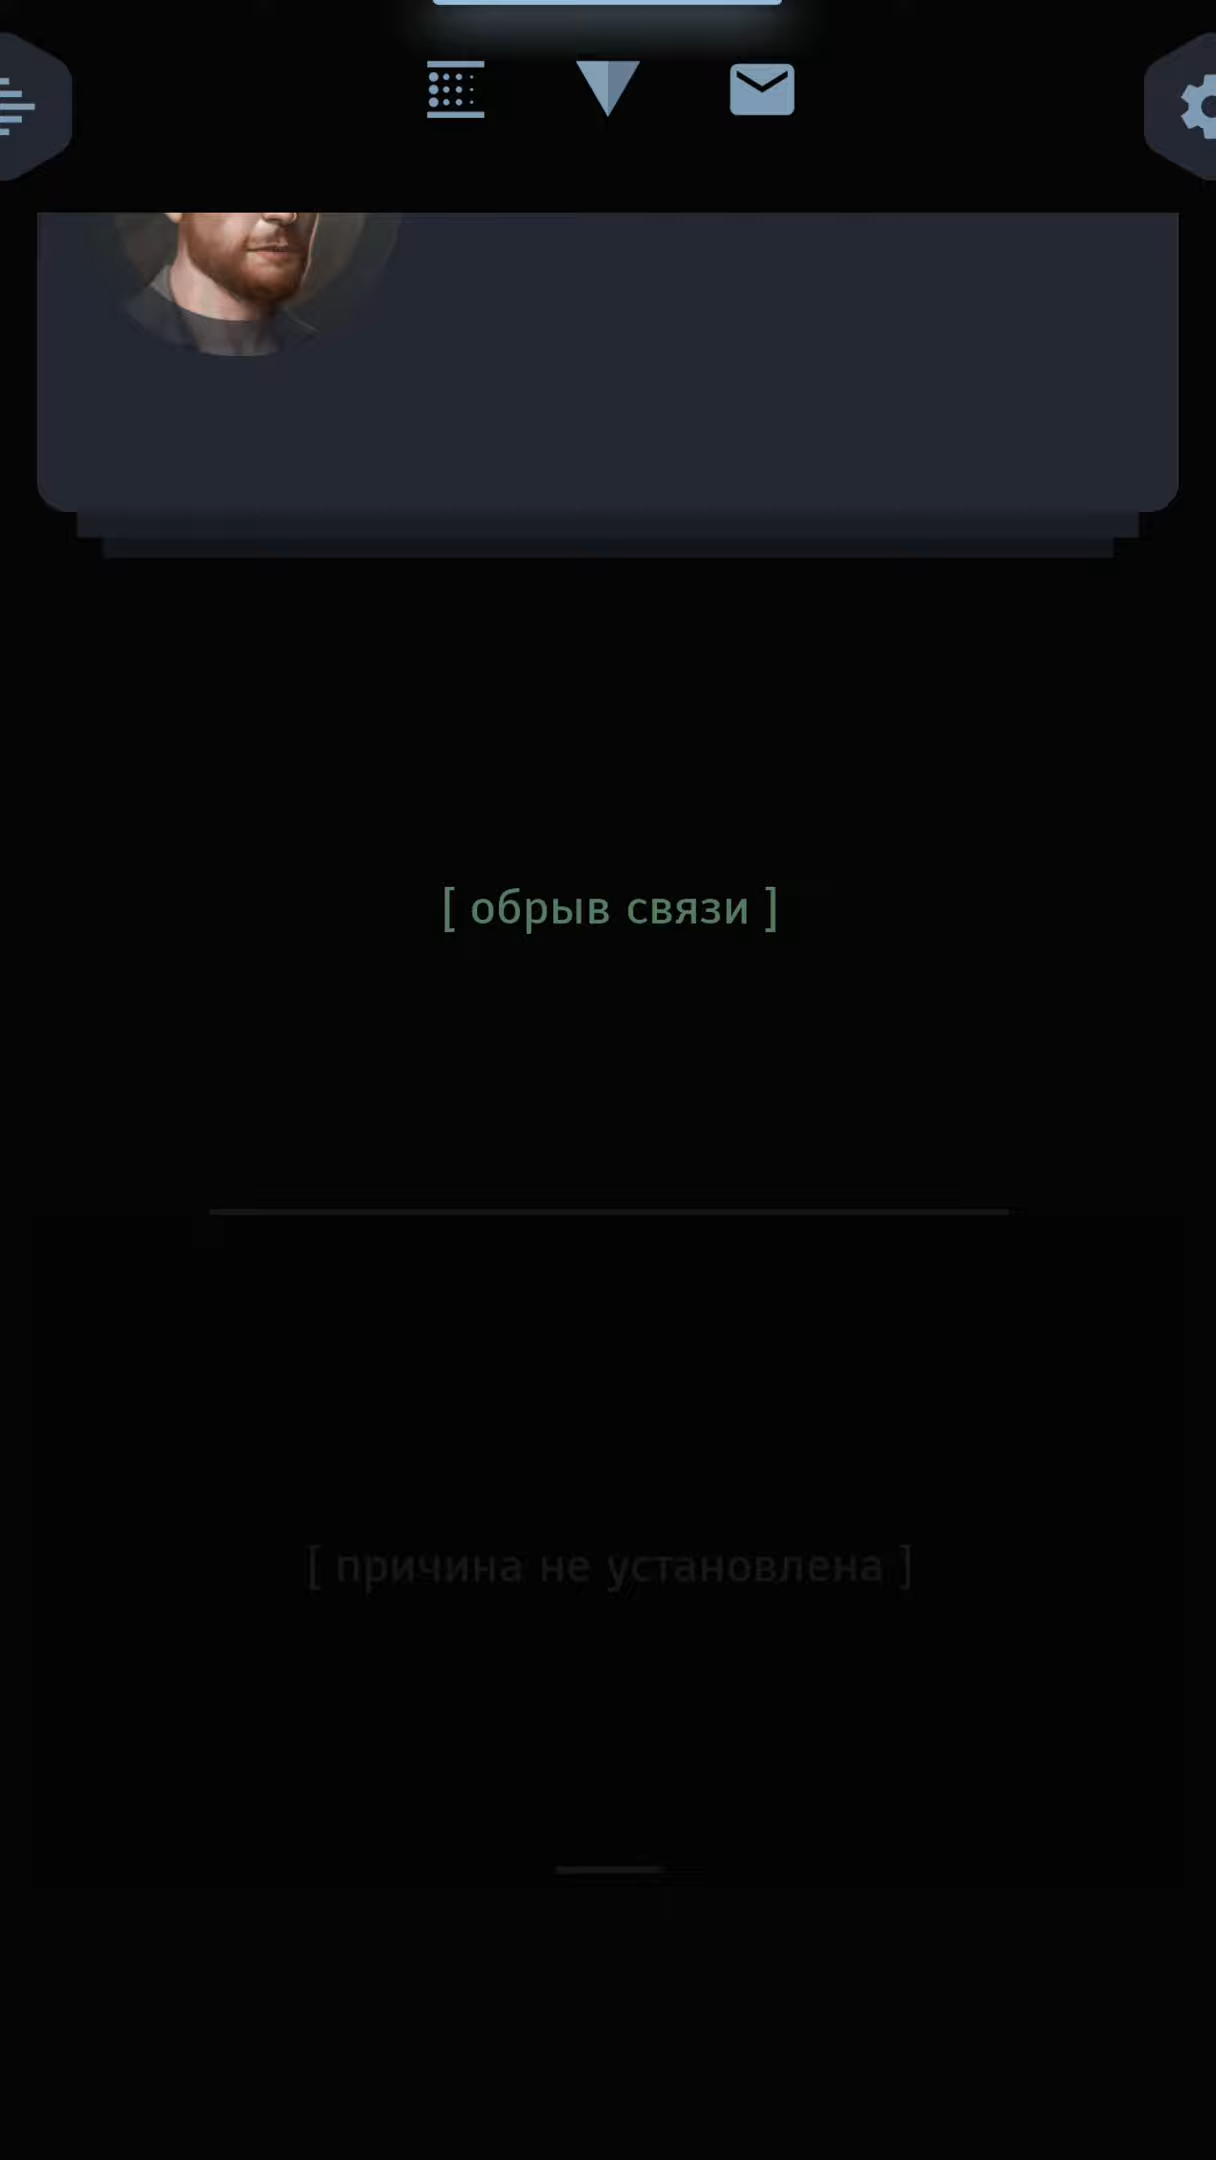 [ обрыв связи ]
[ причина не установлена ]